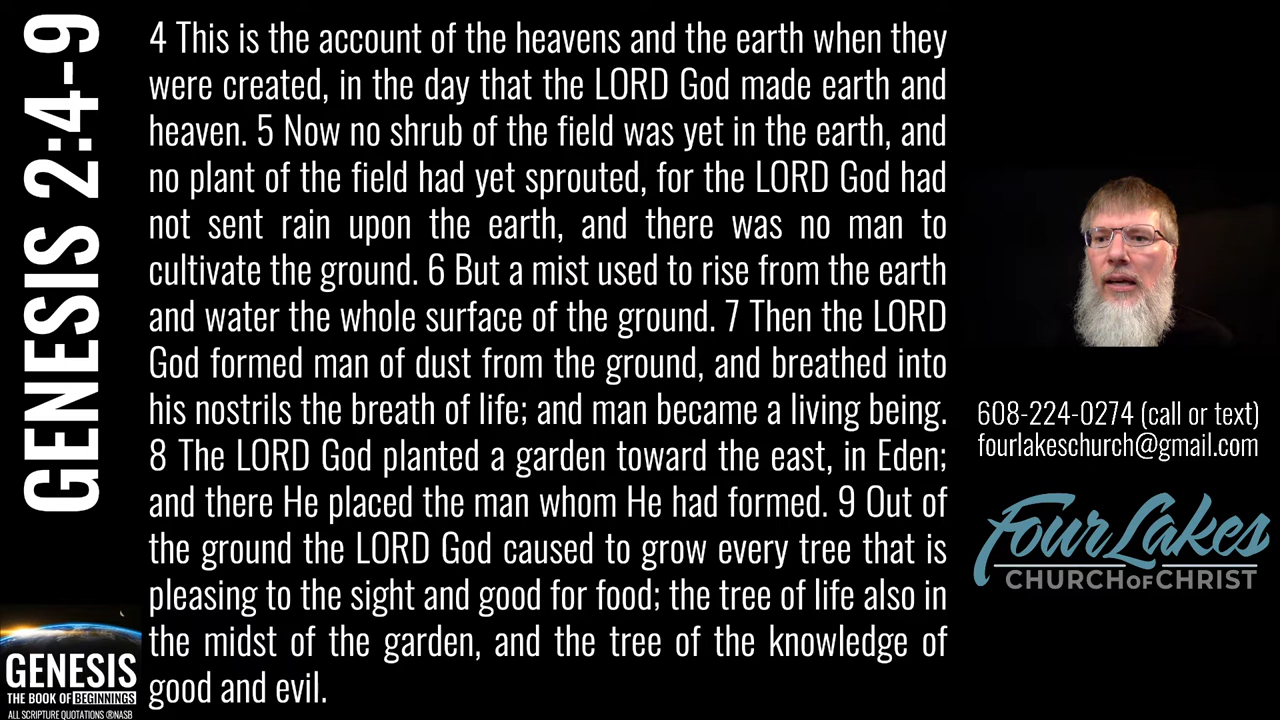 GENESIS 2:4-9
4 This is the account of the heavens and the earth when they
were created, in the day that the LORD God made earth and
heaven. 5 Now no shrub of the field was yet in the earth, and
no plant of the field had yet sprouted, for the LORD God had
not sent rain upon the earth, and there was no man to
cultivate the ground. 6 But a mist used to rise from the earth
and water the whole surface of the ground. 7 Then the LORD
God formed man of dust from the ground, and breathed into
his nostrils the breath of life; and man became a living being.
8 The LORD God planted a garden toward the east, in Eden;
and there He placed the man whom He had formed. 9 Out of
the ground the LORD God caused to grow every tree that is
pleasing to the sight and good for food; the tree of life also in
the midst of the garden, and the tree of the knowledge of
good and evil.
608-224-0274 (call or text)
fourlakeschurch@gmail.com
Four Lakes
CHURCH OF CHRIST
GENESIS
THE BOOK OF BEGINNINGS
ALL SCRIPTURE QUOTATIONS ®NASB